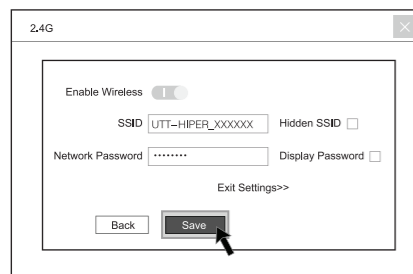 2.4G
Enable Wireless
SSID UTT-HIPER_XXXXXX Hidden SSID
Network Password ******** Display Password
Exit Settings>>
Back Save